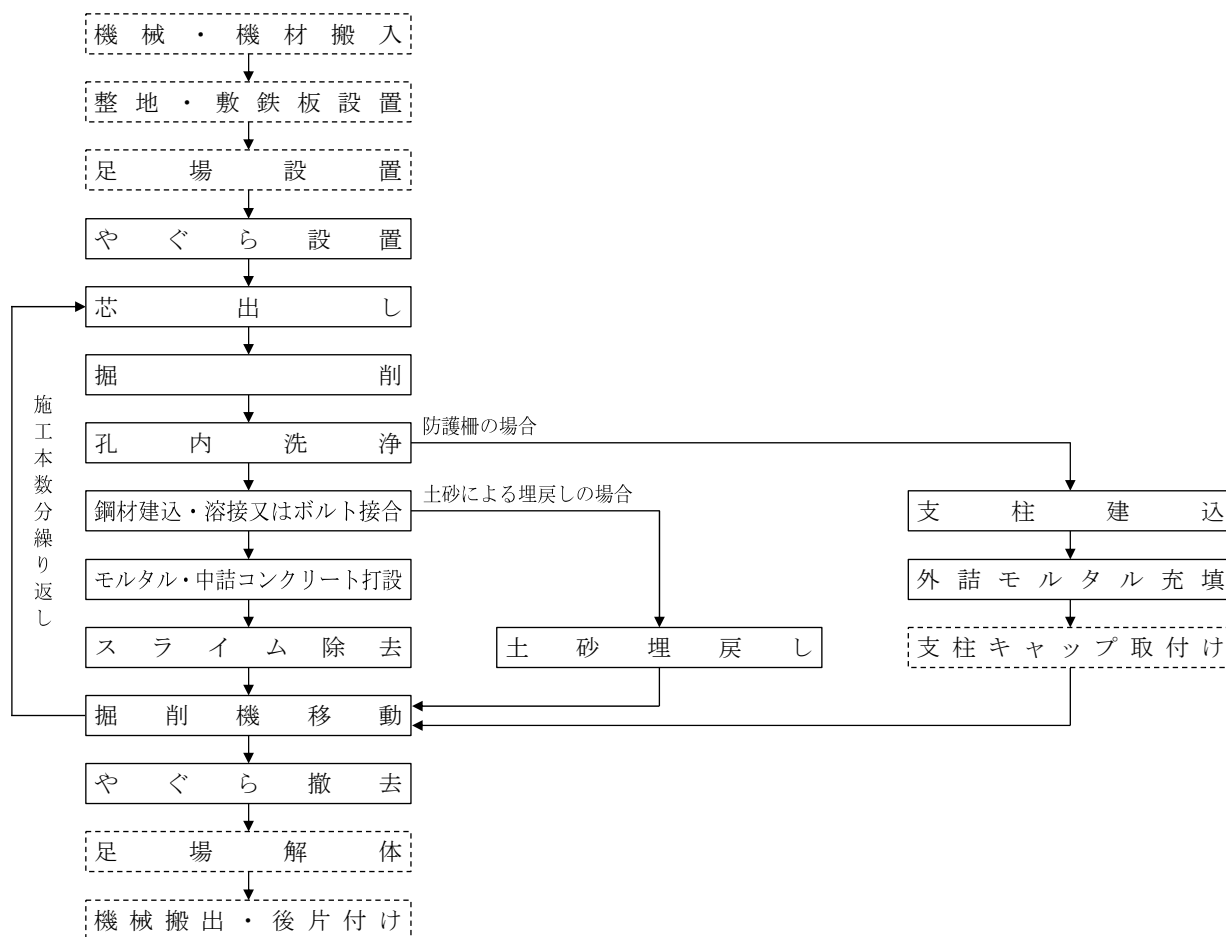 機械・機材搬入
整地・敷鉄板設置
足場設置
やぐら設置
芯出し
掘削
孔内洗浄
防護柵の場合
鋼材建込・溶接又はボルト接合
土砂による埋戻しの場合
支柱建込
モルタル・中詰コンクリート打設
外詰モルタル充填
スライム除去
土砂埋戻し
支柱キャップ取付け
掘削機移動
施工本数分繰り返し
やぐら撤去
足場解体
機械搬出・後片付け